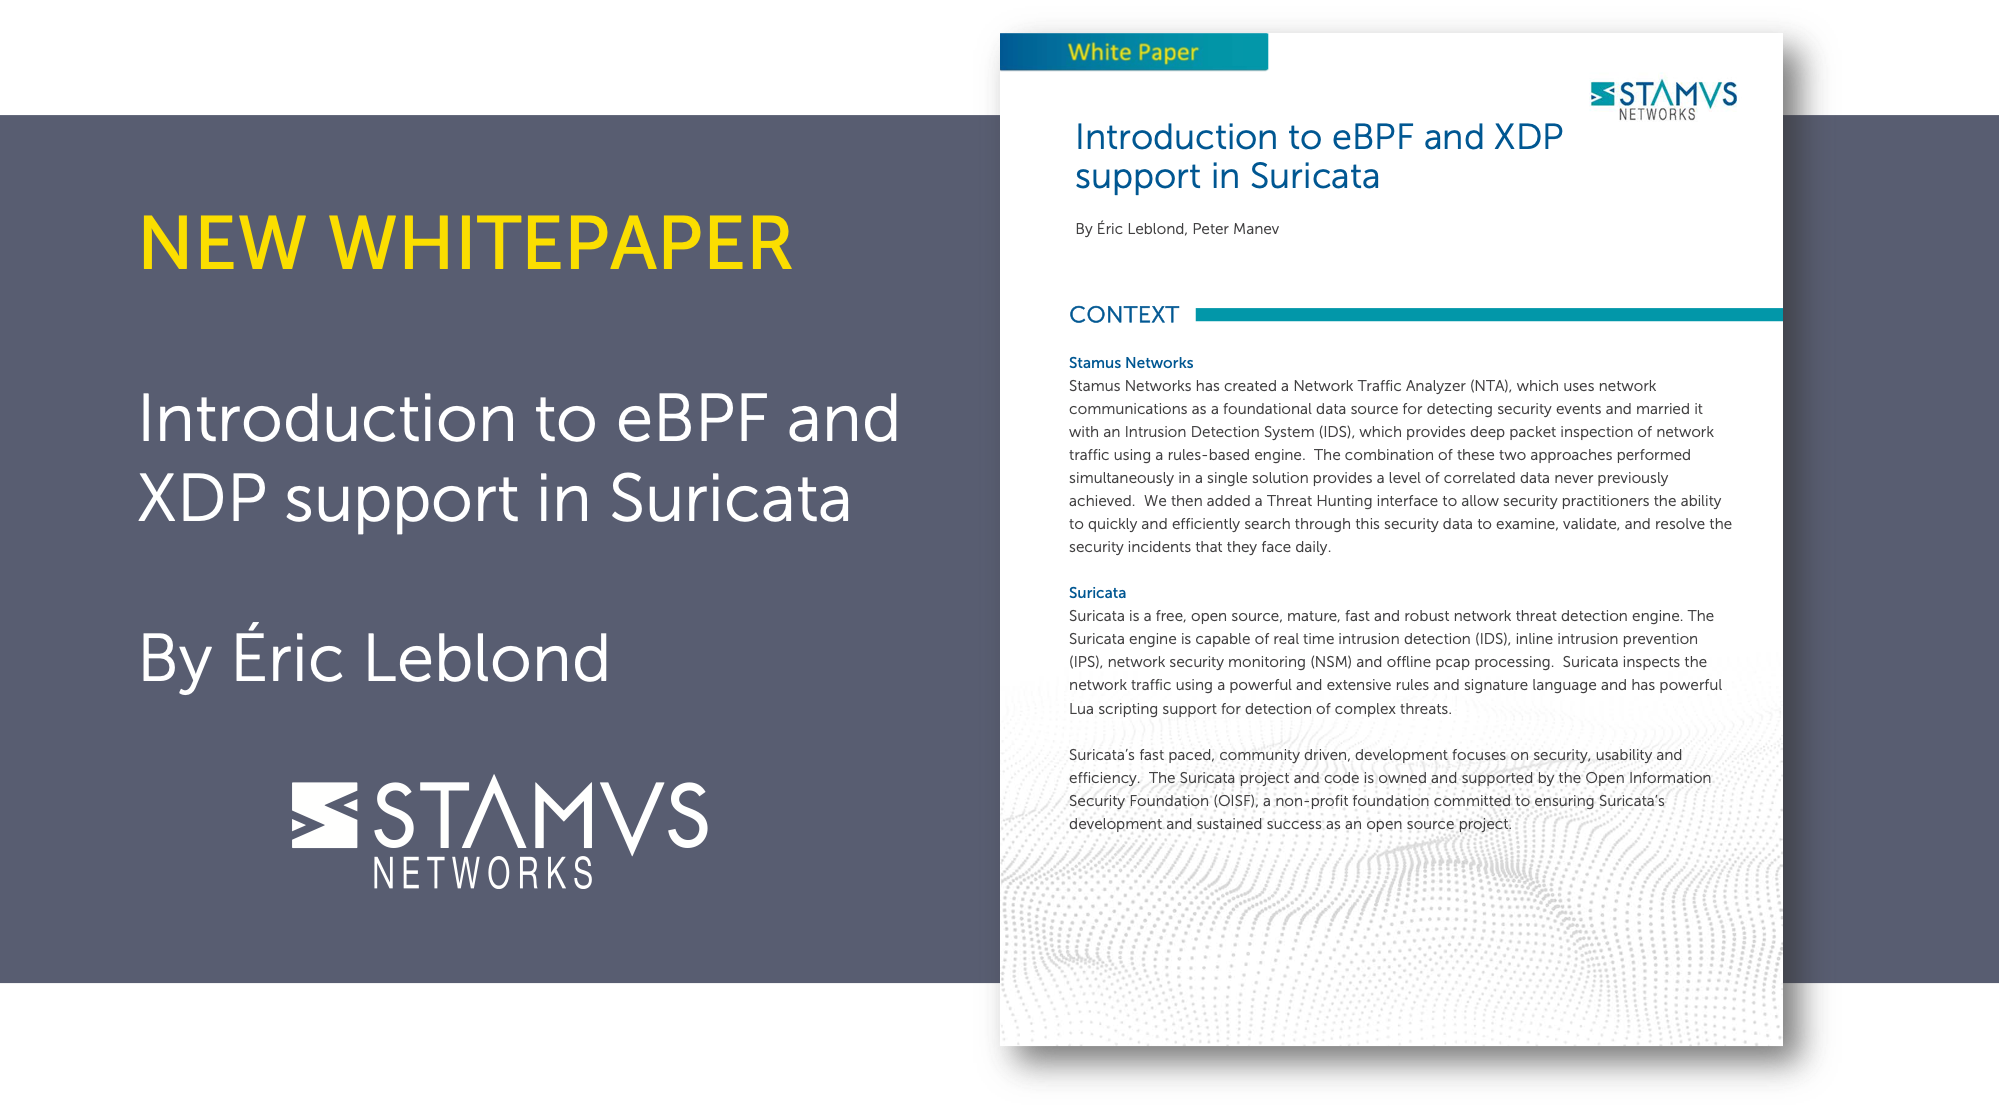 NEW WHITEPAPER
Introduction to eBPF and
XDP support in Suricata
By Éric Leblond
STAMVS
NETWORKS
White Paper
STAMVS
NETWORKS
Introduction to eBPF and XDP
support in Suricata
By Éric Leblond, Peter Manev
CONTEXT
Stamus Networks
Stamus Networks has created a Network Traffic Analyzer (NTA), which uses network
communications as a foundational data source for detecting security events and married it
with an Intrusion Detection System (IDS), which provides deep packet inspection of network
traffic using a rules-based engine.  The combination of these two approaches performed
simultaneously in a single solution provides a level of correlated data never previously
achieved.  We then added a Threat Hunting interface to allow security practitioners the ability
to quickly and efficiently search through this security data to examine, validate, and resolve the
security incidents that they face daily.
Suricata
Suricata is a free, open source, mature, fast and robust network threat detection engine. The
Suricata engine is capable of real time intrusion detection (IDS), inline intrusion prevention
(IPS), network security monitoring (NSM) and offline pcap processing.  Suricata inspects the
network traffic using a powerful and extensive rules and signature language and has powerful
Lua scripting support for detection of complex threats.
Suricata's fast paced, community driven, development focuses on security, usability and
efficiency.  The Suricata project and code is owned and supported by the Open Information
Security Foundation (OISF), a non-profit foundation committed to ensuring Suricata's
development and sustained success as an open source project.